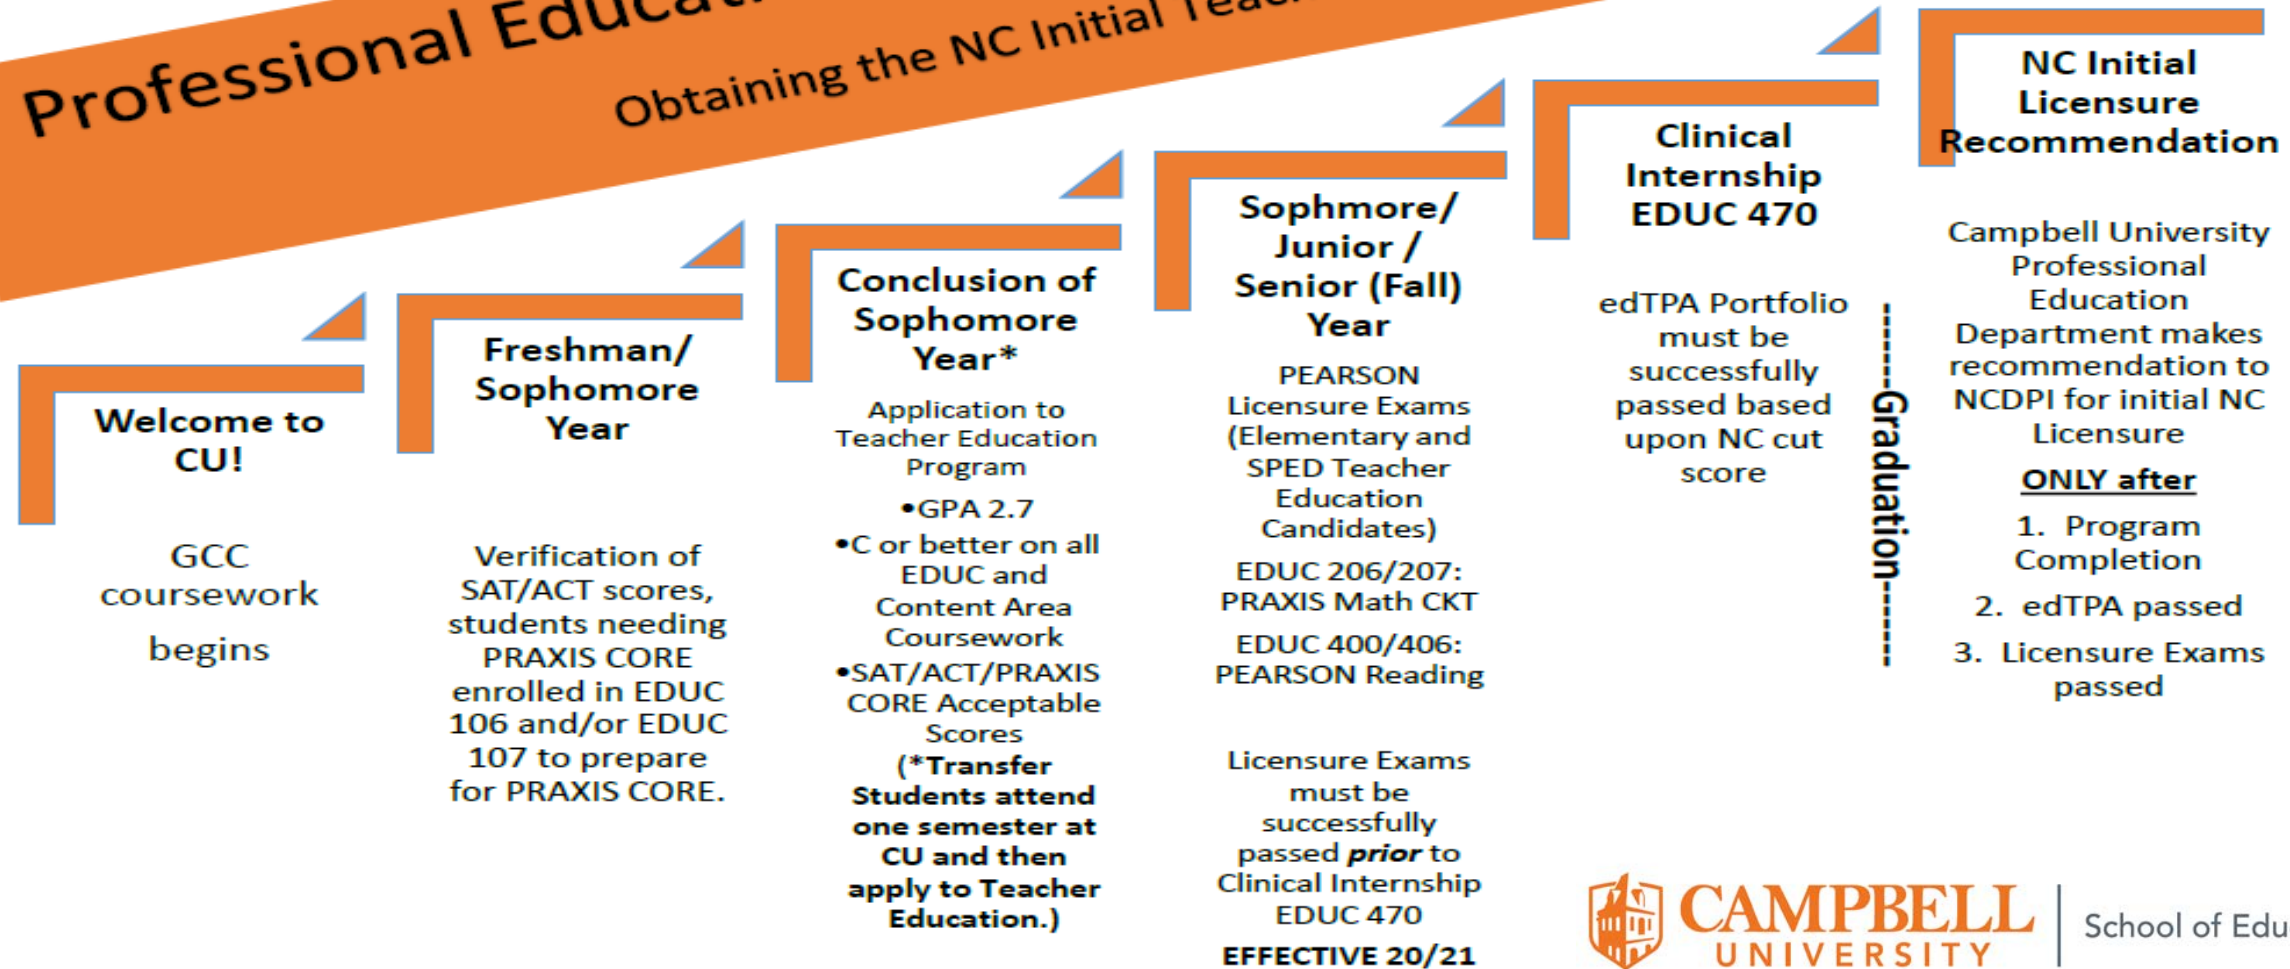 Professional
Obtaining the NC Initial
Welcome to
CU!
GCC
coursework
begins
Freshman/
Sophomore
Year
Verification of
SAT/ACT scores,
students needing
PRAXIS CORE
enrolled in EDUC
106 and/or EDUC
107 to prepare
for PRAXIS CORE.
Conclusion of
Sophomore
Year*
Application to
Teacher Education
Program
•GPA 2.7
•C or better on all
EDUC and
Content Area
Coursework
•SAT/ACT/PRAXIS
CORE Acceptable
Scores
(*Transfer
Students attend
one semester at
CU and then
apply to Teacher
Education.)
Sophmore/
Junior /
Senior (Fall)
Year
PEARSON
Licensure Exams
(Elementary and
SPED Teacher
Education
Candidates)
EDUC 206/207:
PRAXIS Math CKT
EDUC 400/406:
PEARSON Reading
Licensure Exams
must be
successfully
passed prior to
Clinical Internship
EDUC 470
EFFECTIVE 20/21
Clinical
Internship
EDUC 470
edTPA Portfolio
must be
successfully
passed based
upon NC cut
score
-------Graduation-------
NC Initial
Licensure
Recommendation
Campbell University
Professional
Education
Department makes
recommendation to
NCDPI for initial NC
Licensure
ONLY after
1. Program
Completion
2. edTPA passed
3. Licensure Exams
passed
CAMPBELL
UNIVERSITY
School of Edu